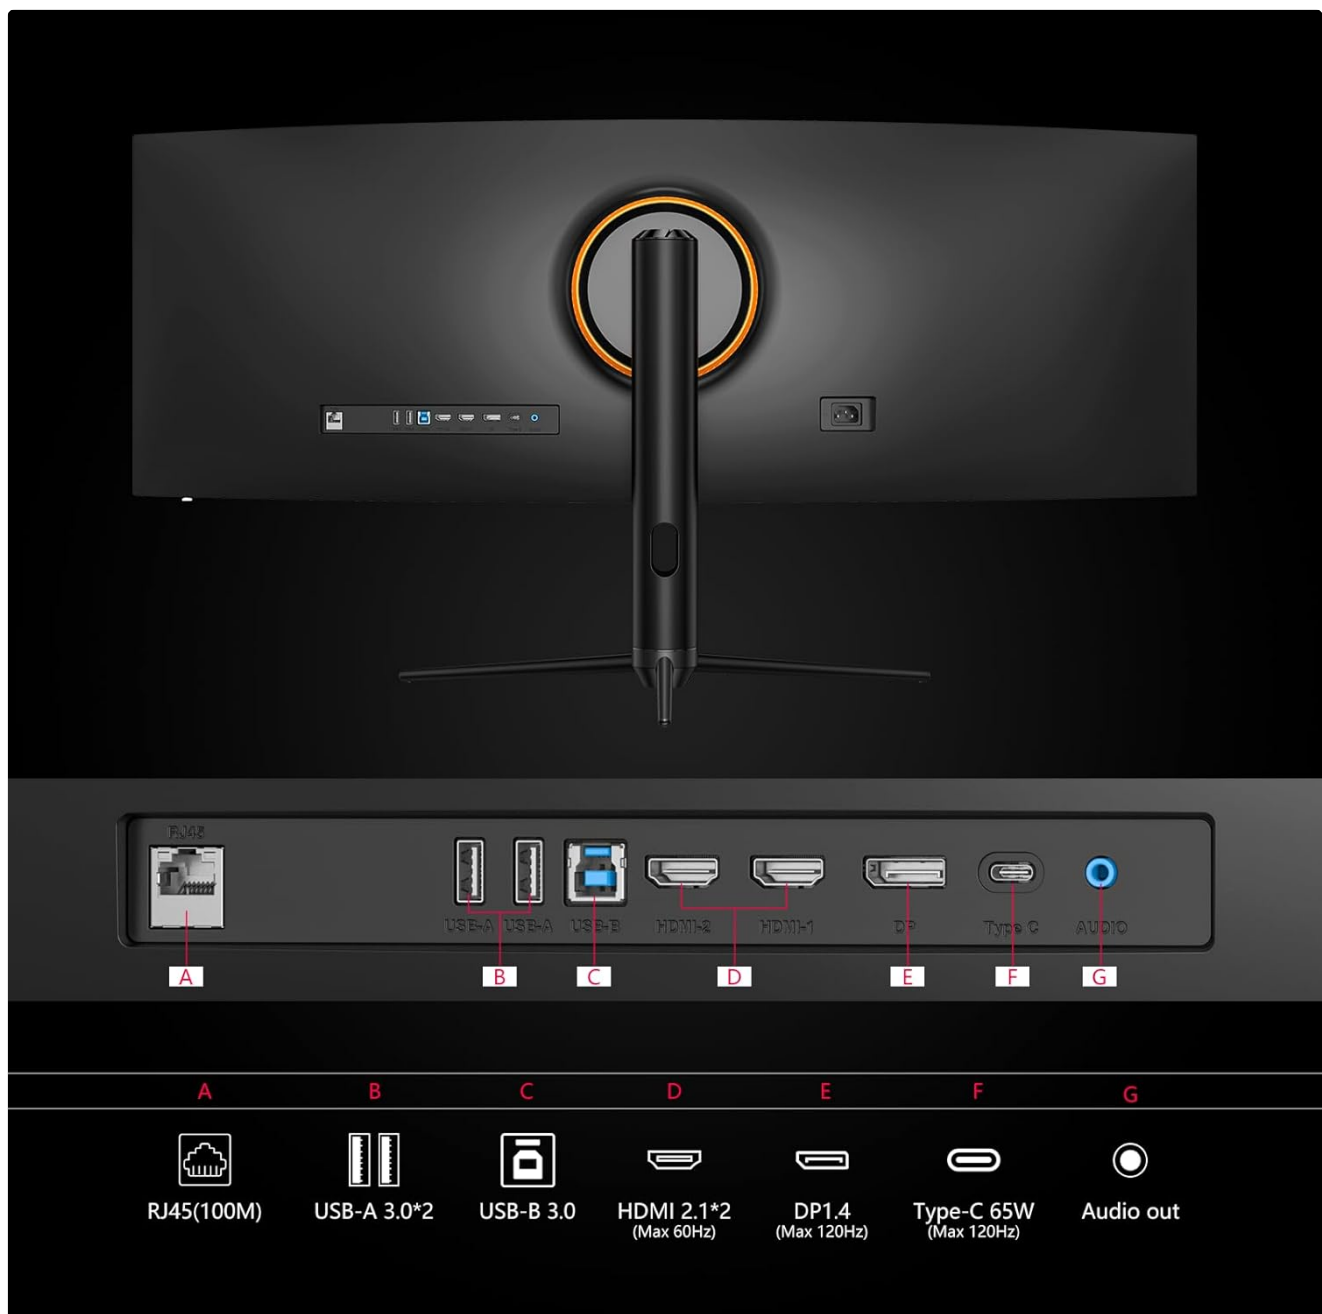 RJ45
USB-A USB-A USB-B HDMI-2 HDMI-1 DP Type C AUDIO
A B C D E F G
A B C D E F G
RJ45(100M) USB-A 3.0*2 USB-B 3.0 HDMI 2.1*2 DP1.4 Type-C 65W Audio out
(Max 60Hz) (Max 120Hz) (Max 120Hz)